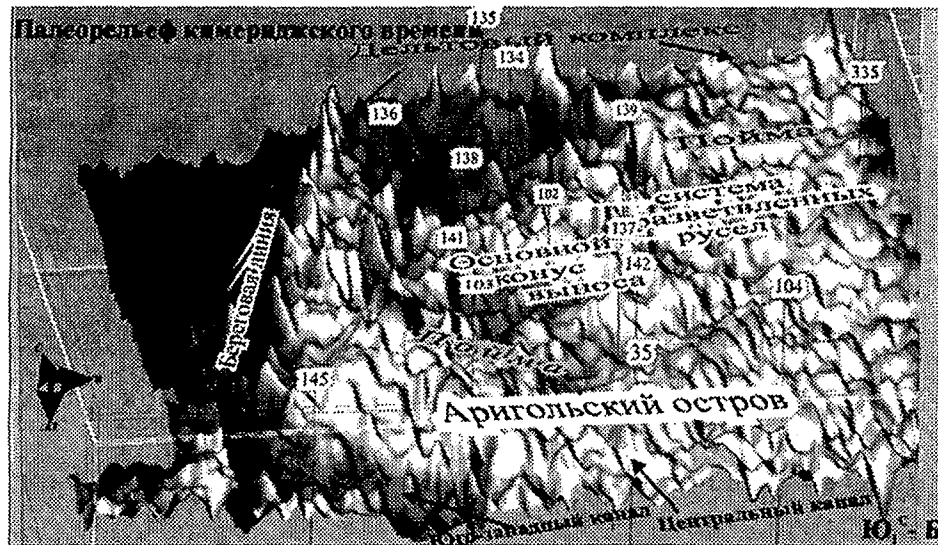 Палеорельеф кимериджского времени
135
Дельтовый комплекс
134
335
136
139
Пойма
138
102
система
разветвленных
137
русел
141
Основной
конус
выноса
103
142
104
Береговая линия
35
145
Аригольский остров
Юго-западный канал
Центральный канал